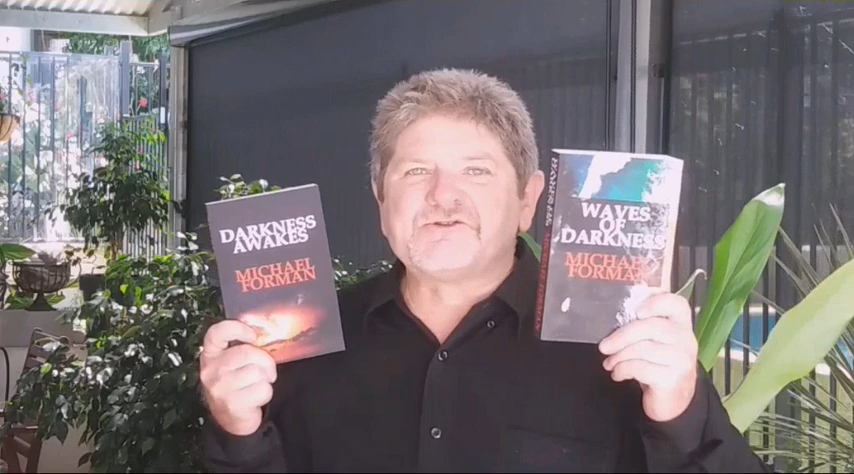 DARKNESS
AWAKES
MICHAEL
FORMAN
WAVES
OF
DARKNESS
MICHAEL
FORMAN